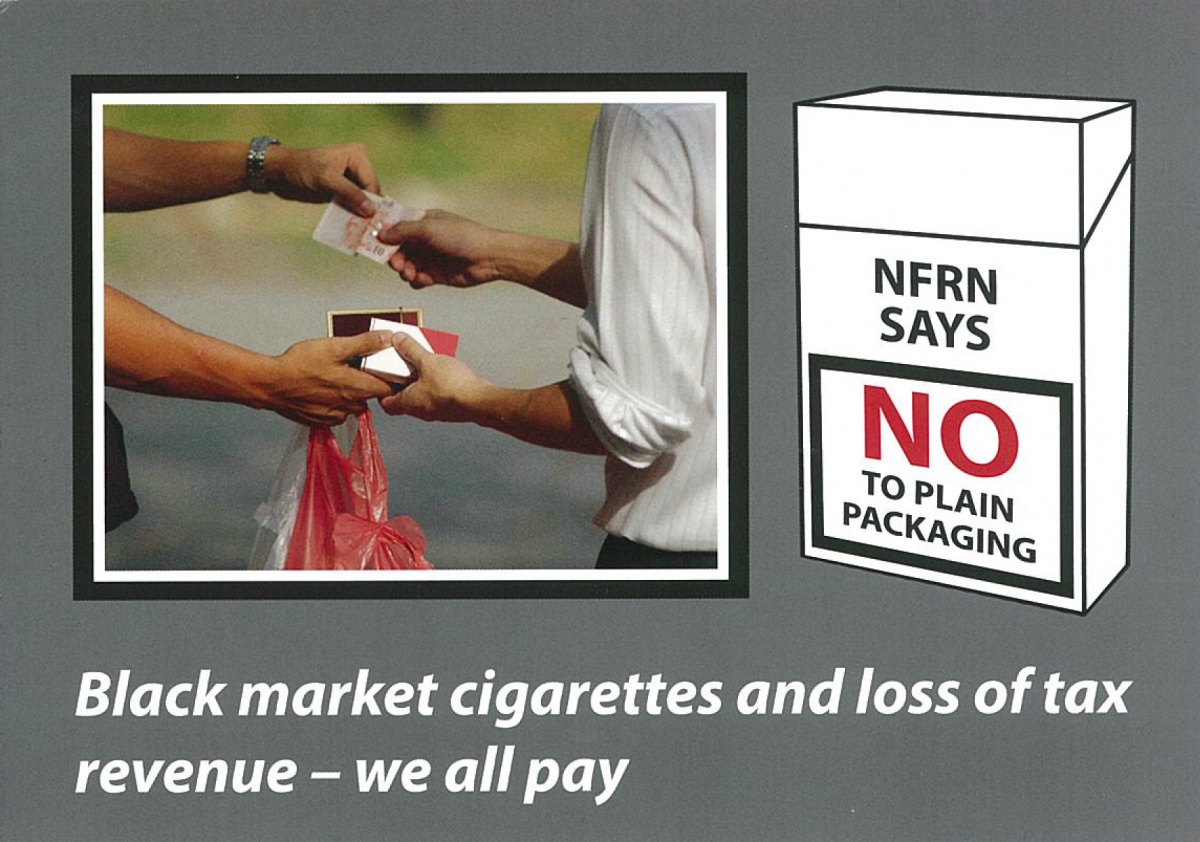 NFRN
SAYS
NO
TO PLAIN
PACKAGING
Black market cigarettes and loss of tax
revenue – we all pay